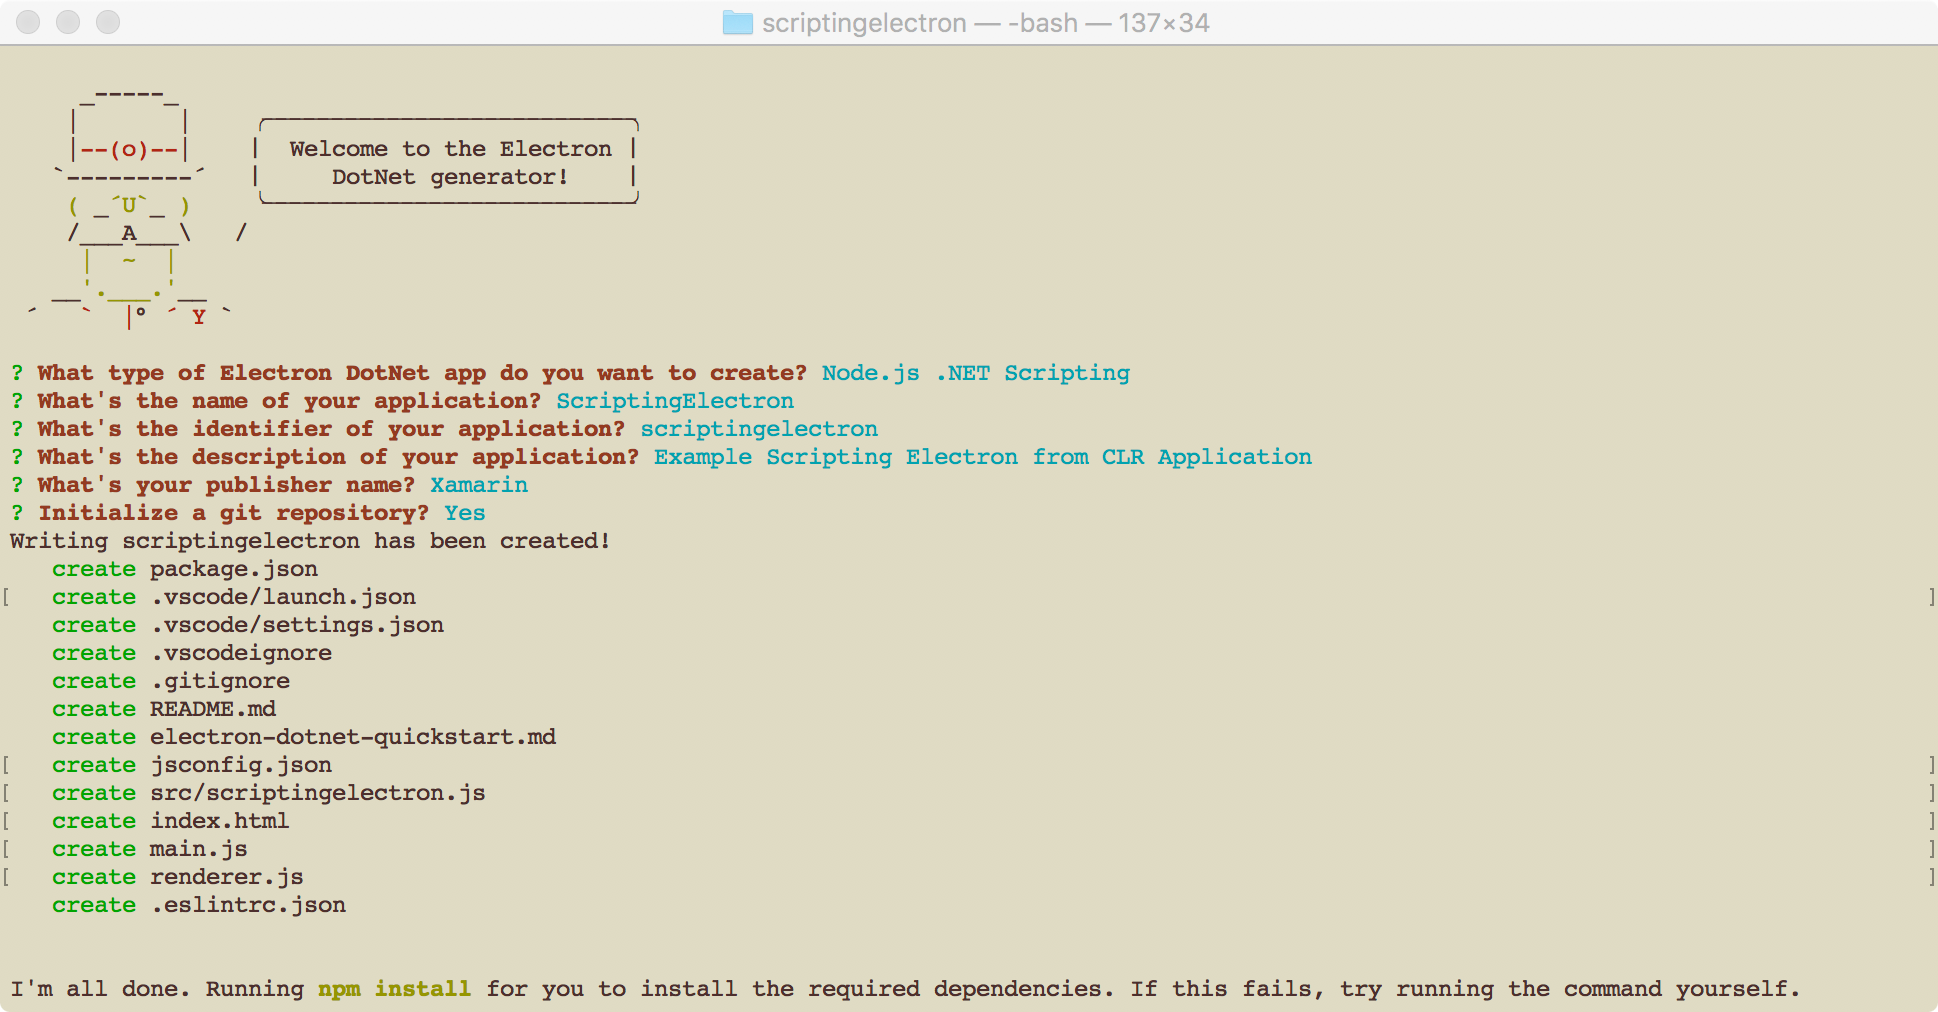 scriptingelectron — -bash — 137×34
     _-----_
    |       |
    |--(o)--|
   `---------´
    ( _´U`_ )
    /___A___\   /
     |  ~  |
   __'.___.'__
 ´   `  |° ´ Y `
Welcome to the Electron
DotNet generator!
? What type of Electron DotNet app do you want to create? Node.js .NET Scripting
? What's the name of your application? ScriptingElectron
? What's the identifier of your application? scriptingelectron
? What's the description of your application? Example Scripting Electron from CLR Application
? What's your publisher name? Xamarin
? Initialize a git repository? Yes
Writing scriptingelectron has been created!
   create package.json
[   create .vscode/launch.json ]
   create .vscode/settings.json
   create .vscodeignore
   create .gitignore
   create README.md
   create electron-dotnet-quickstart.md
[   create jsconfig.json ]
[   create src/scriptingelectron.js ]
[   create index.html ]
[   create main.js ]
[   create renderer.js ]
   create .eslintrc.json
I'm all done. Running npm install for you to install the required dependencies. If this fails, try running the command yourself.